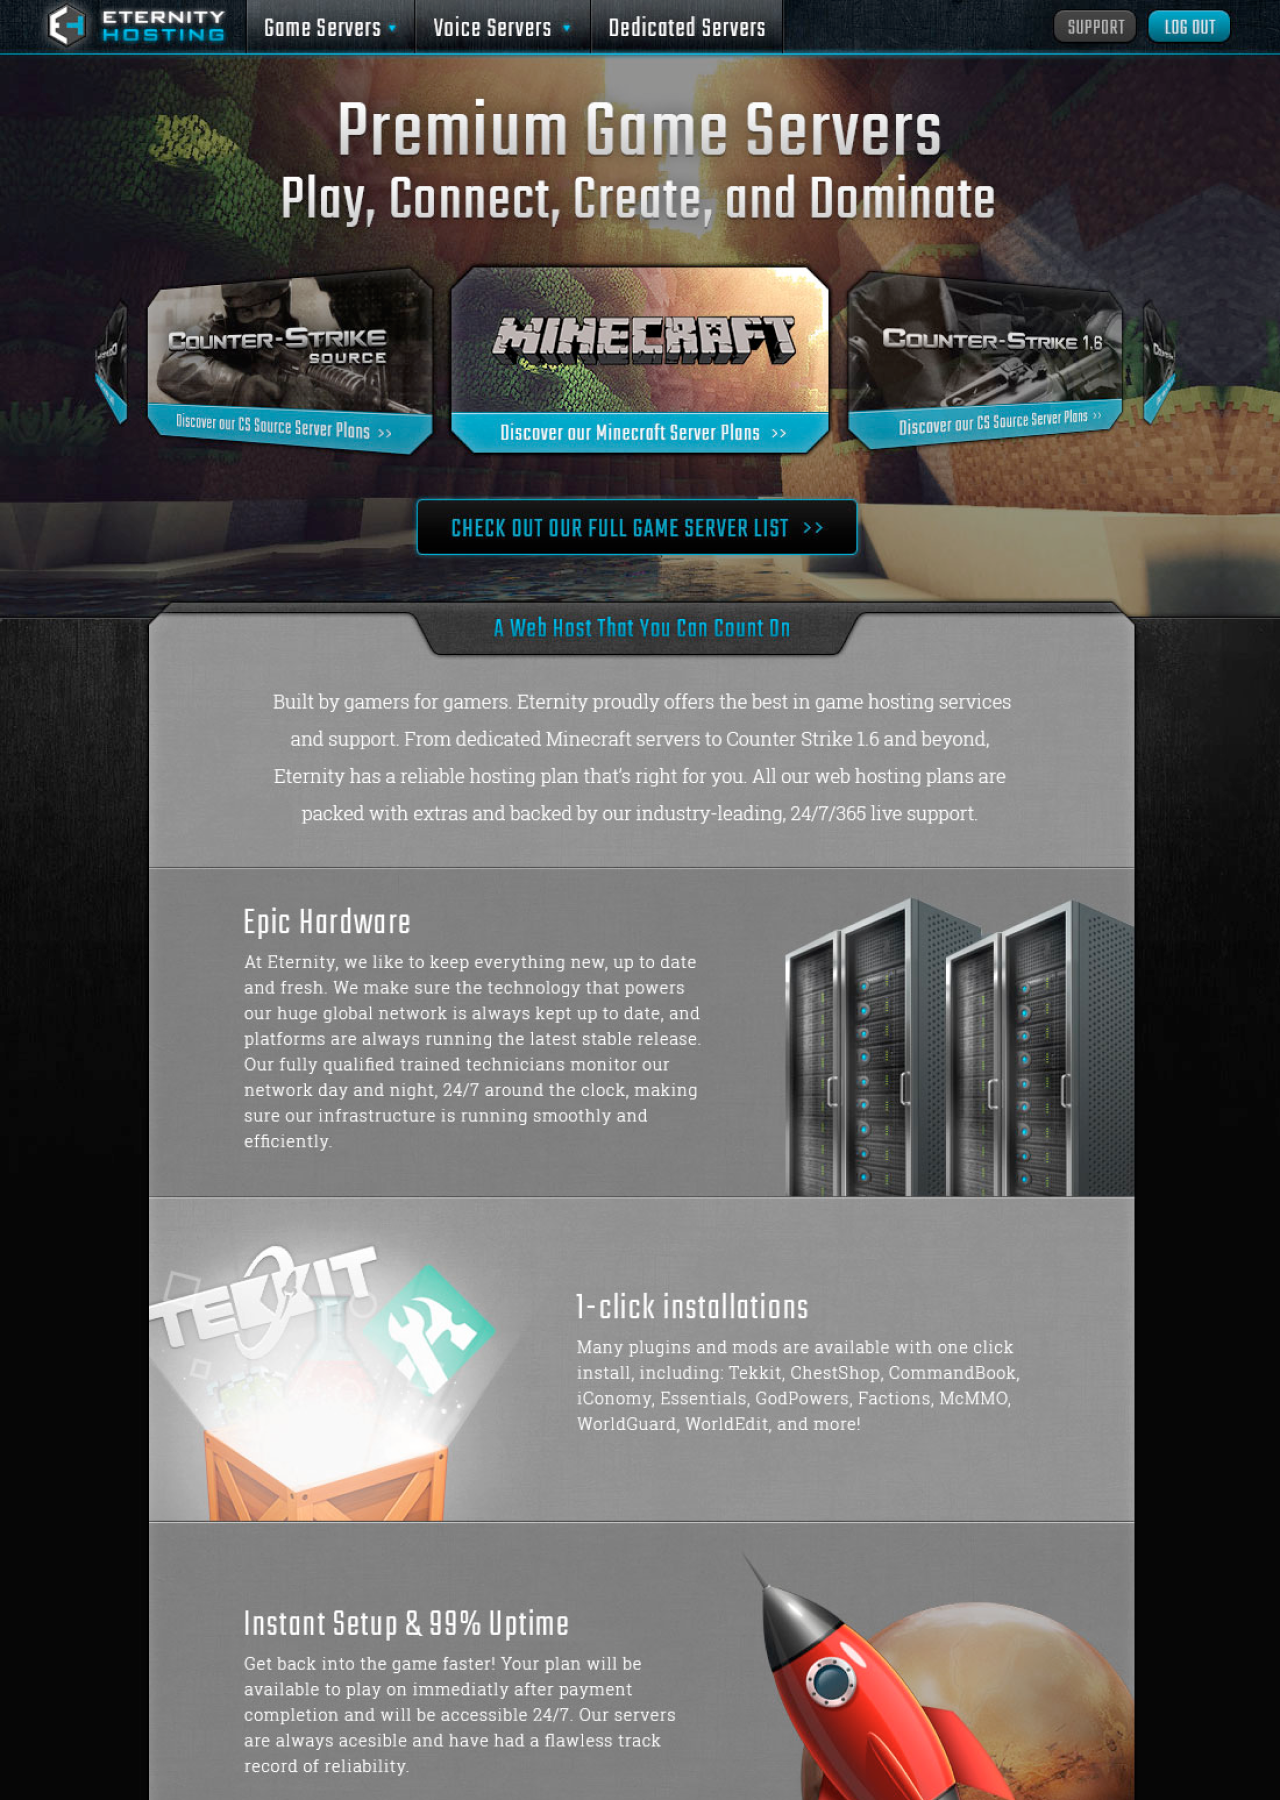 ETERNITY
HOSTING
Game Servers
Voice Servers
Dedicated Servers
SUPPORT
LOG OUT
Premium Game Servers
Play, Connect, Create, and Dominate
COUNTER-STRIKE
SOURCE
Discover our CS Source Server Plans >>
MINECRAFT
Discover our Minecraft Server Plans >>
COUNTER-STRIKE 1.6
Discover our CS Source Server Plans >>
CHECK OUT OUR FULL GAME SERVER LIST >>
A Web Host That You Can Count On
Built by gamers for gamers. Eternity proudly offers the best in game hosting services
and support. From dedicated Minecraft servers to Counter Strike 1.6 and beyond,
Eternity has a reliable hosting plan that's right for you. All our web hosting plans are
packed with extras and backed by our industry-leading, 24/7/365 live support.
Epic Hardware
At Eternity, we like to keep everything new, up to date
and fresh. We make sure the technology that powers
our huge global network is always kept up to date, and
platforms are always running the latest stable release.
Our fully qualified trained technicians monitor our
network day and night, 24/7 around the clock, making
sure our infrastructure is running smoothly and
efficiently.
TEKKIT
1-click installations
Many plugins and mods are available with one click
install, including: Tekkit, ChestShop, CommandBook,
iConomy, Essentials, GodPowers, Factions, McMMO,
WorldGuard, WorldEdit, and more!
Instant Setup & 99% Uptime
Get back into the game faster! Your plan will be
available to play on immediatly after payment
completion and will be accessible 24/7. Our servers
are always acesible and have had a flawless track
record of reliability.